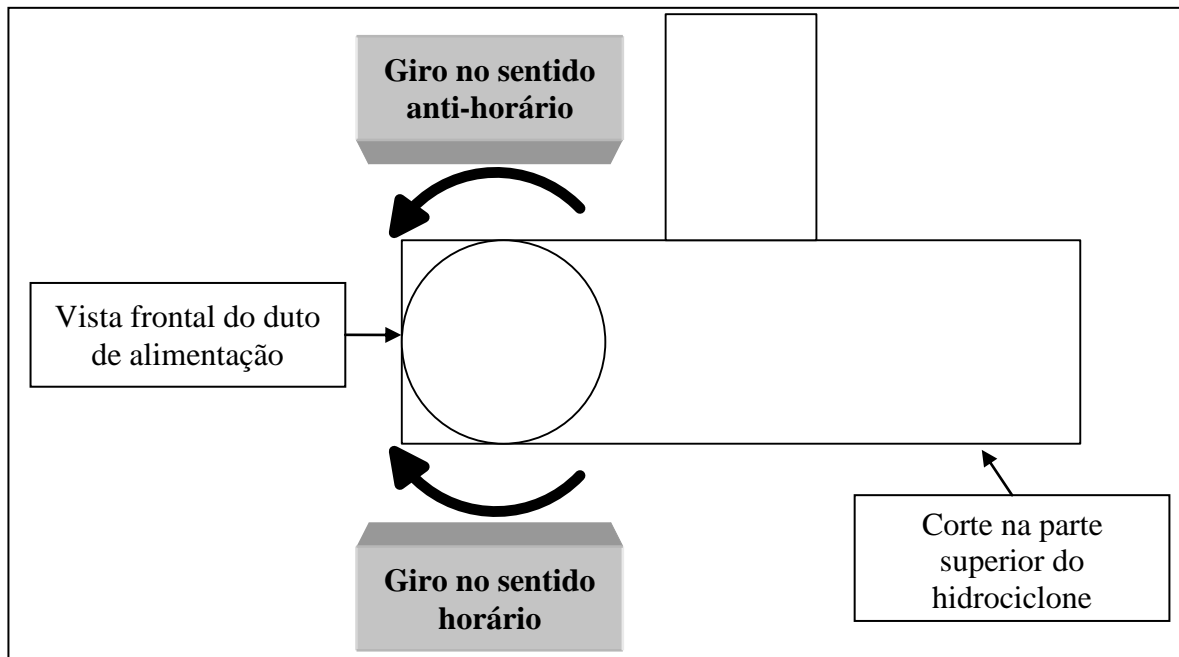 Giro no sentido
anti-horário
Vista frontal do duto
de alimentação
Giro no sentido
horário
Corte na parte
superior do
hidrociclone